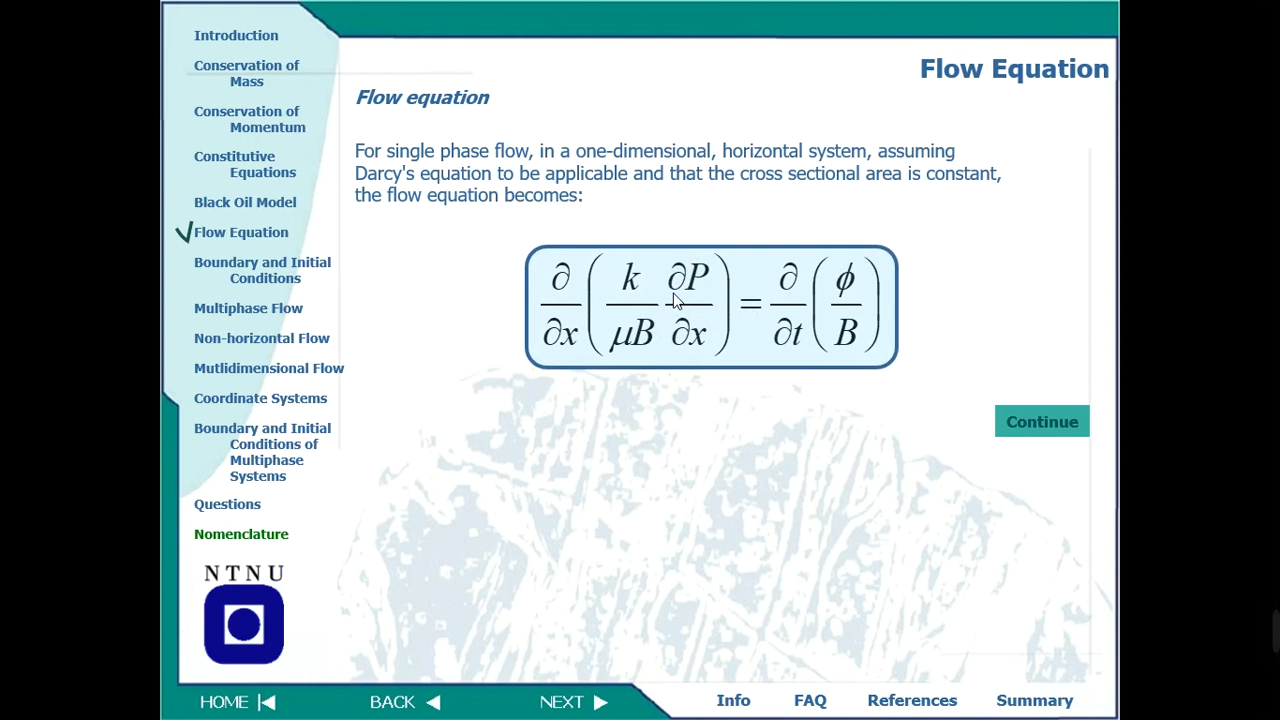 Introduction
Conservation of
Mass
Conservation of
Momentum
Constitutive
Equations
Black Oil Model
Flow Equation
Boundary and Initial
Conditions
Multiphase Flow
Non-horizontal Flow
Mutlidimensional Flow
Coordinate Systems
Boundary and Initial
Conditions of
Multiphase
Systems
Questions
Nomenclature
NTNU
Flow Equation
Flow equation
For single phase flow, in a one-dimensional, horizontal system, assuming
Darcy's equation to be applicable and that the cross sectional area is constant,
the flow equation becomes:
∂/∂x (k/μB ∂P/∂x) = ∂/∂t (ϕ/B)
Continue
HOME BACK NEXT Info FAQ References Summary